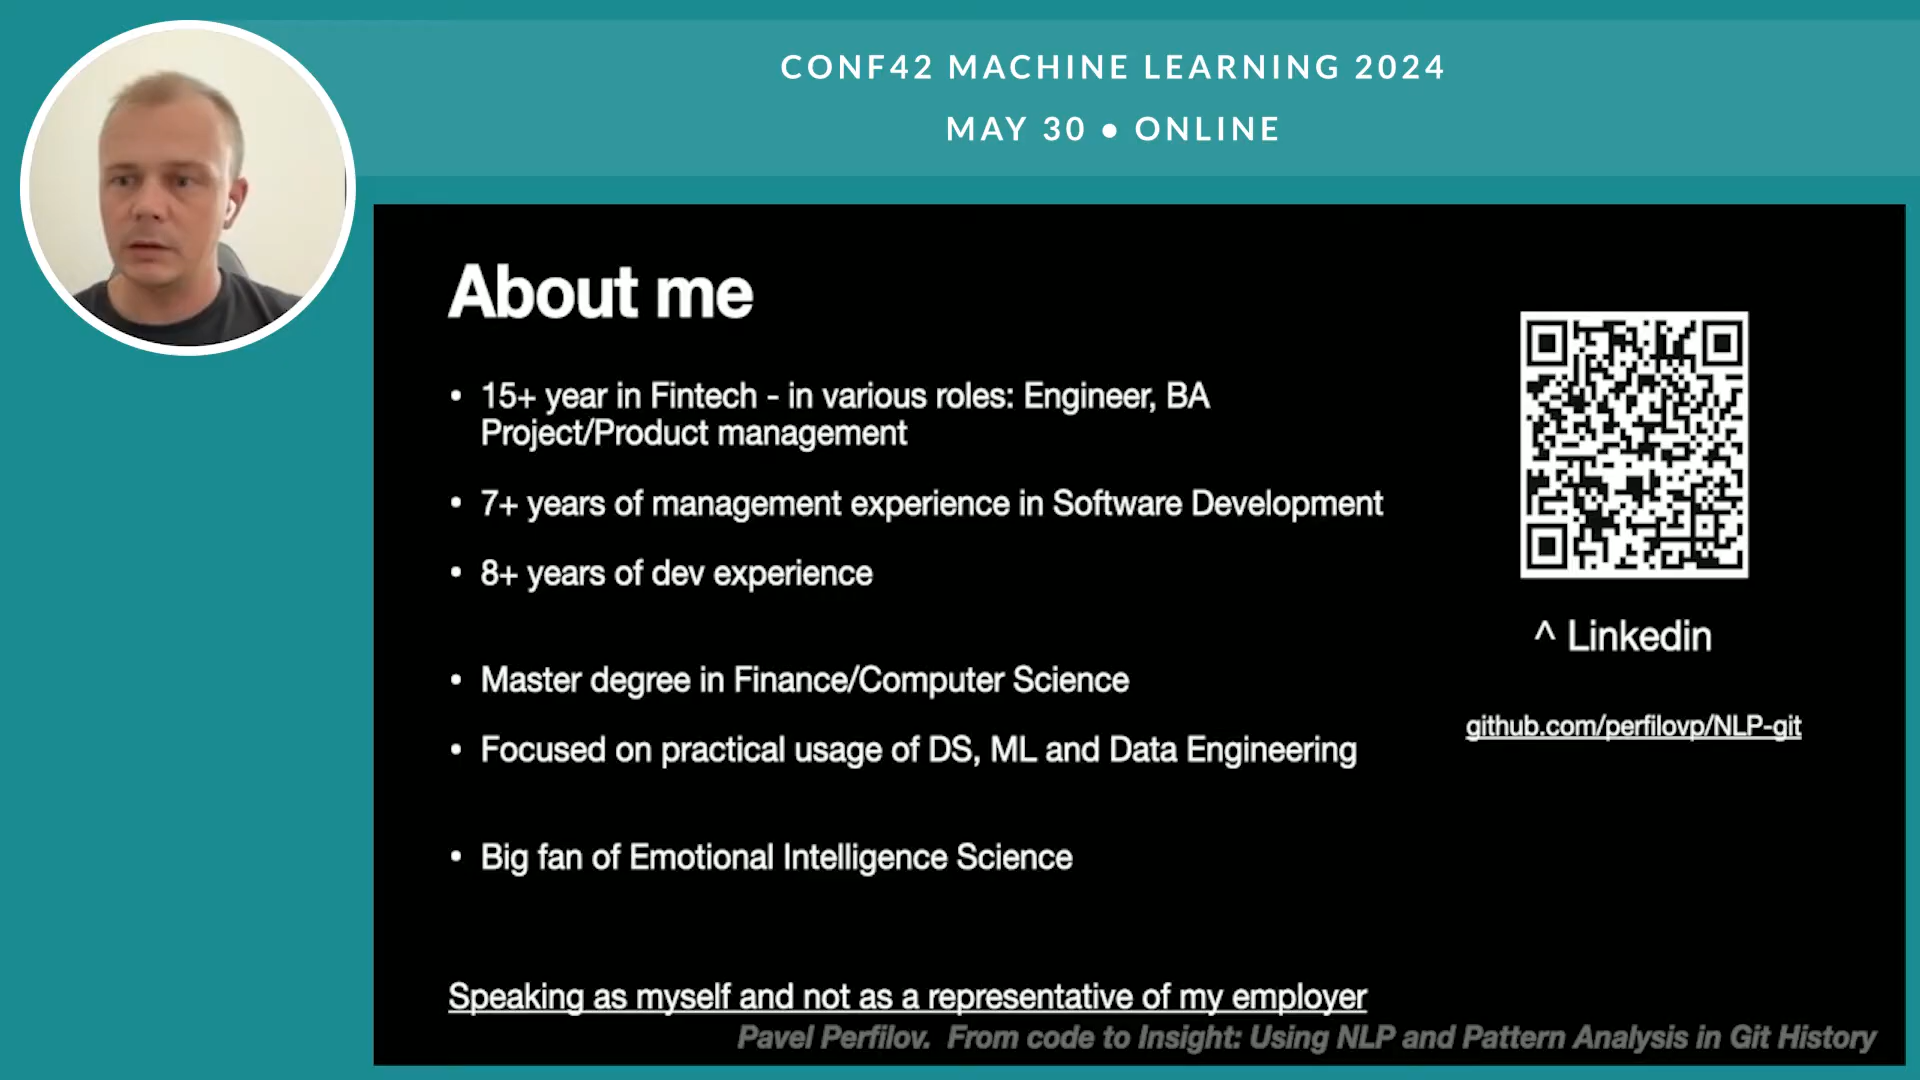 CONF42 MACHINE LEARNING 2024
MAY 30 • ONLINE
About me
• 15+ year in Fintech - in various roles: Engineer, BA
Project/Product management
• 7+ years of management experience in Software Development
• 8+ years of dev experience
• Master degree in Finance/Computer Science
• Focused on practical usage of DS, ML and Data Engineering
• Big fan of Emotional Intelligence Science
^ Linkedin
github.com/perfilovp/NLP-git
Speaking as myself and not as a representative of my employer
Pavel Perfilov. From code to Insight: Using NLP and Pattern Analysis in Git History